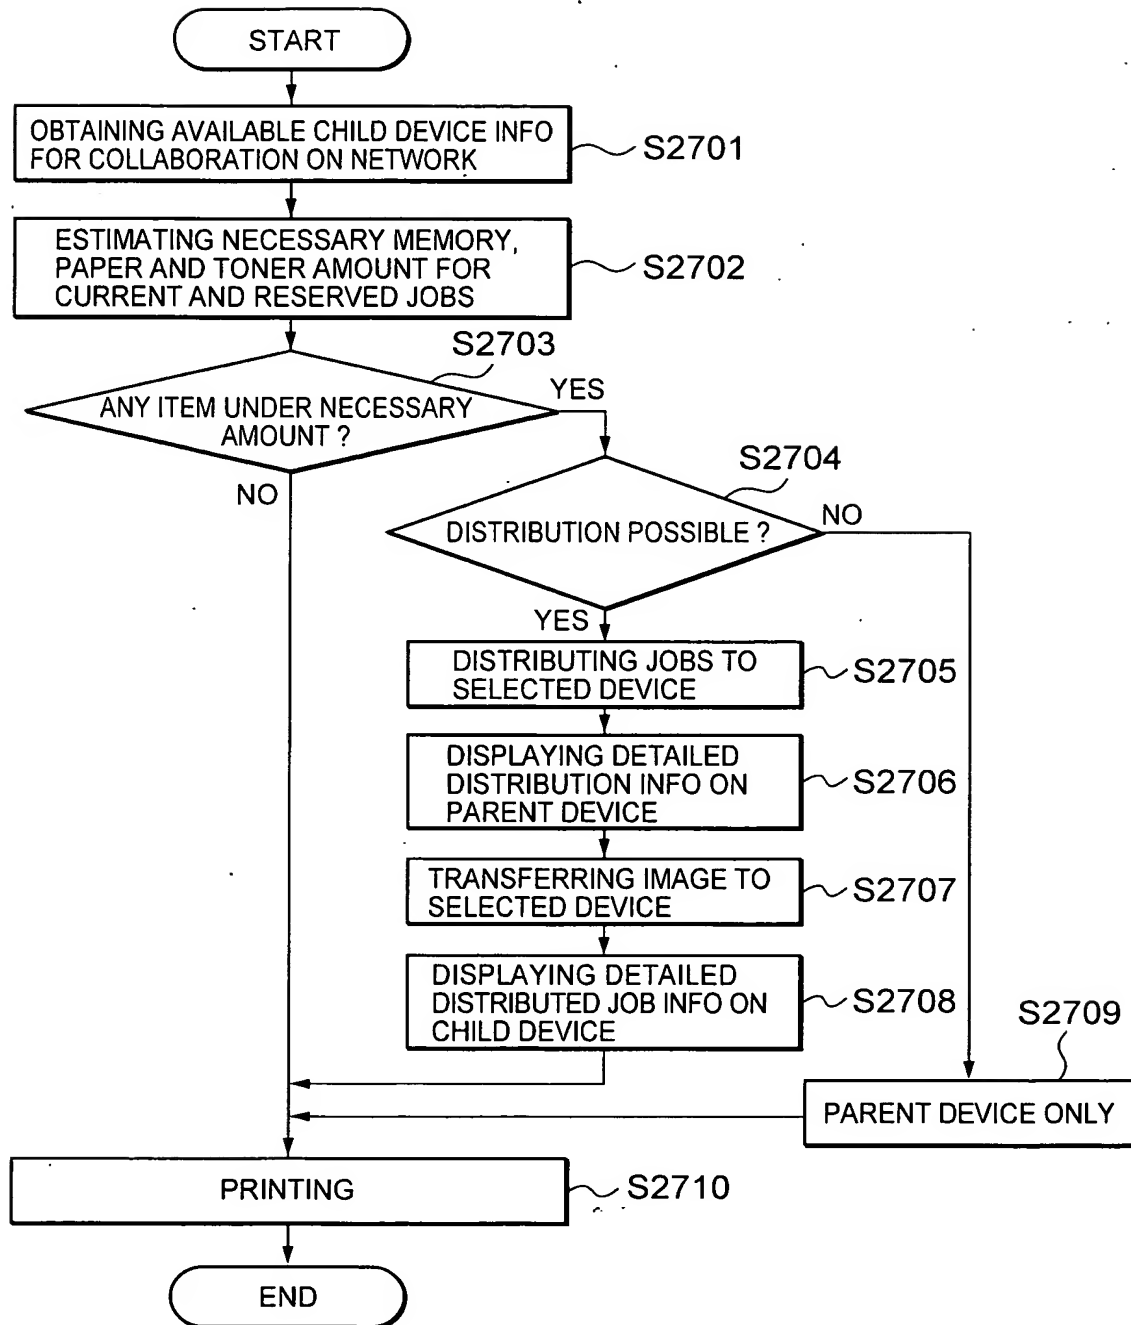 START
OBTAINING AVAILABLE CHILD DEVICE INFO
FOR COLLABORATION ON NETWORK
S2701
ESTIMATING NECESSARY MEMORY,
PAPER AND TONER AMOUNT FOR
CURRENT AND RESERVED JOBS
S2702
S2703
ANY ITEM UNDER NECESSARY
AMOUNT ?
YES
NO
S2704
DISTRIBUTION POSSIBLE ?
NO
YES
DISTRIBUTING JOBS TO
SELECTED DEVICE
S2705
DISPLAYING DETAILED
DISTRIBUTION INFO ON
PARENT DEVICE
S2706
TRANSFERRING IMAGE TO
SELECTED DEVICE
S2707
DISPLAYING DETAILED
DISTRIBUTED JOB INFO ON
CHILD DEVICE
S2708
S2709
PARENT DEVICE ONLY
PRINTING
S2710
END